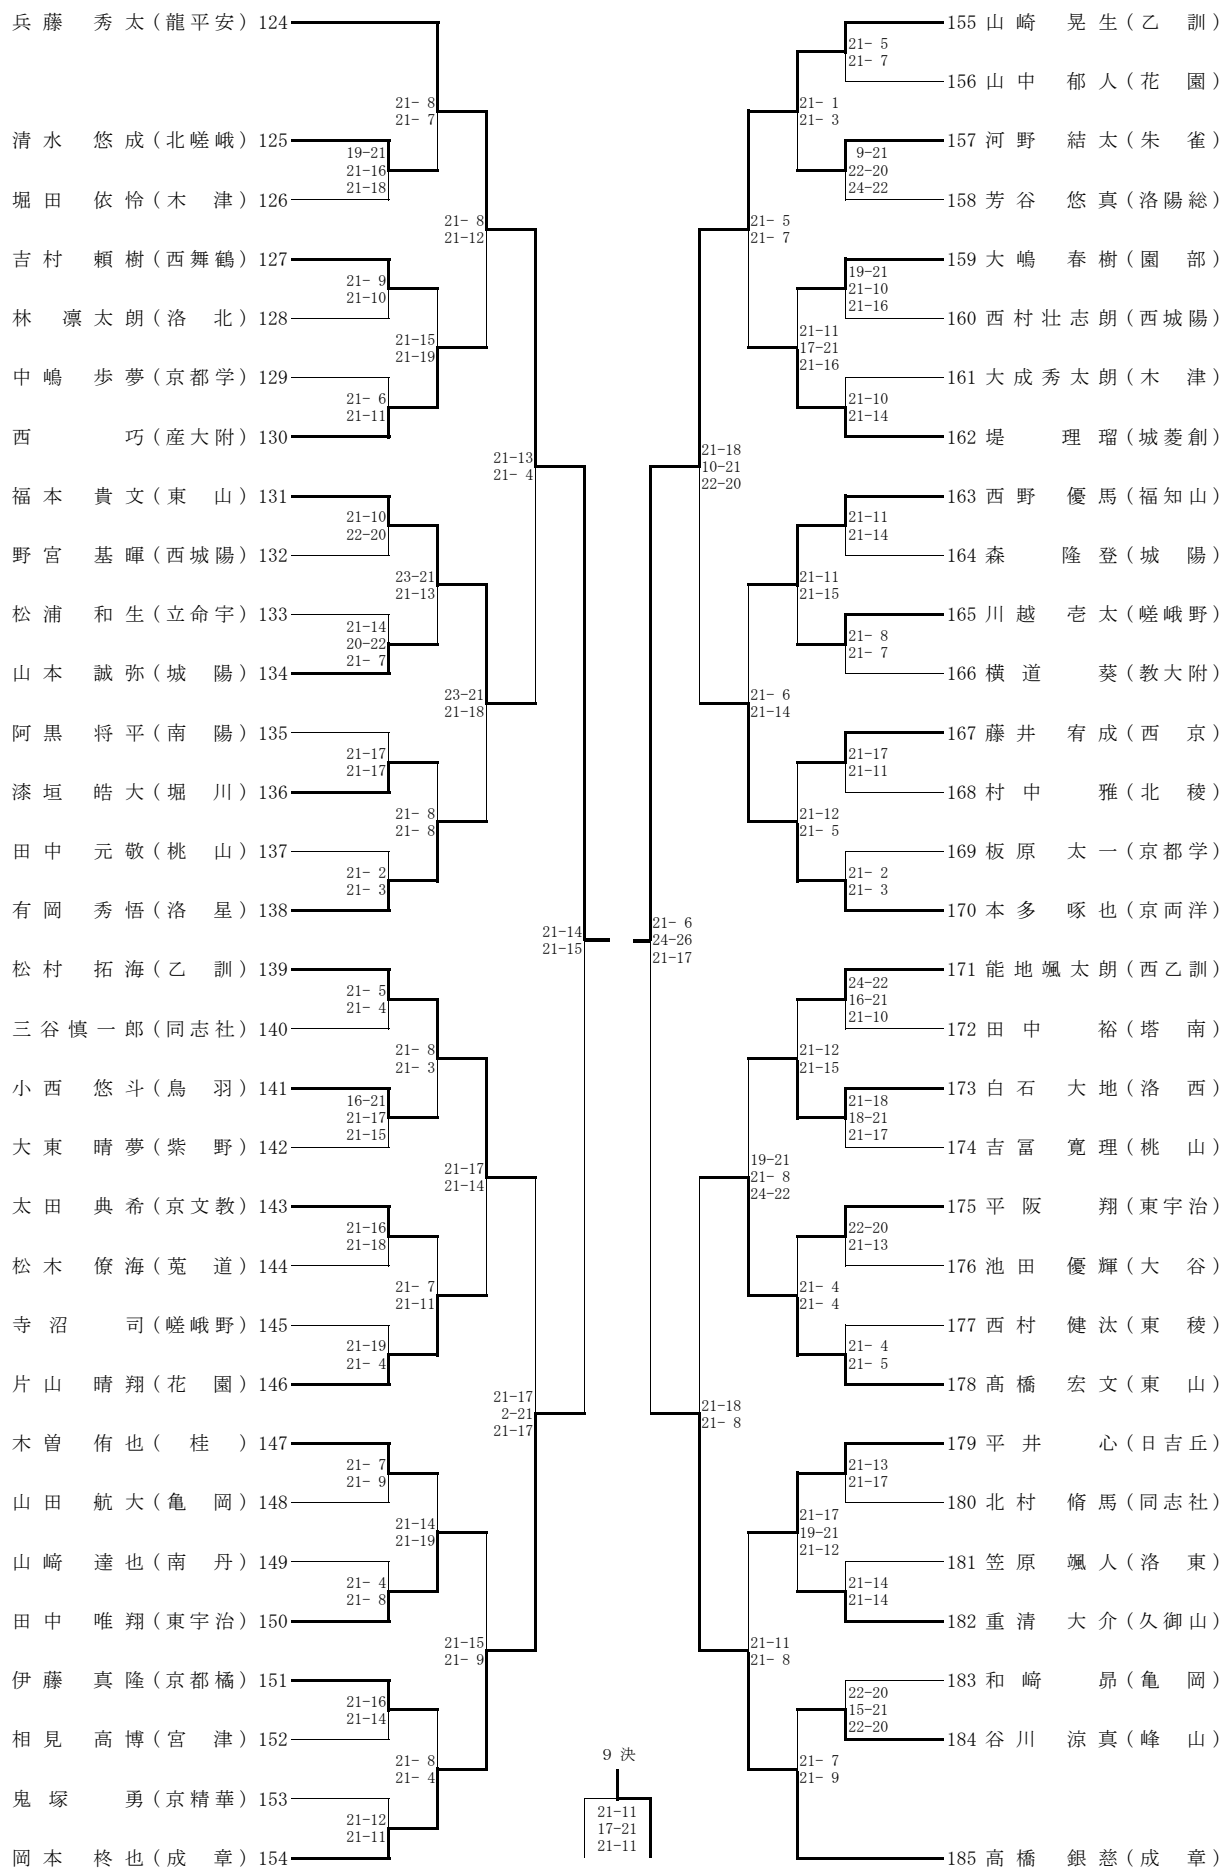 兵藤 秀太(龍平安) 124
清水 悠成(北嵯峨) 125
堀田 依怜(木津) 126
吉村 頼樹(西舞鶴) 127
林 凛太朗(洛北) 128
中嶋 歩夢(京都学) 129
西 巧(産大附) 130
福本 貴文(東山) 131
野宮 基暉(西城陽) 132
松浦 和生(立命宇) 133
山本 誠弥(城陽) 134
阿黒 将平(南陽) 135
漆垣 皓大(堀川) 136
田中 元敬(桃山) 137
有岡 秀悟(洛星) 138
松村 拓海(乙訓) 139
三谷慎一郎(同志社) 140
小西 悠斗(鳥羽) 141
大東 晴夢(紫野) 142
太田 典希(京文教) 143
松木 僚海(莵道) 144
寺沼 司(嵯峨野) 145
片山 晴翔(花園) 146
木曽 侑也(桂) 147
山田 航大(亀岡) 148
山﨑 達也(南丹) 149
田中 唯翔(東宇治) 150
伊藤 真隆(京都橘) 151
相見 高博(宮津) 152
鬼塚 勇(京精華) 153
岡本 柊也(成章) 154
19-21
21-16
21-18
21- 9
21-10
21- 6
21-11
21-10
22-20
21-14
20-22
21- 7
21-17
21-17
21- 2
21- 3
21- 5
21- 4
16-21
21-17
21-15
21-16
21-18
21-19
21- 4
21- 7
21- 9
21- 4
21- 8
21-16
21-14
21-12
21-11
21- 8
21- 7
21-15
21-19
23-21
21-13
21- 8
21- 8
21- 8
21- 3
21- 7
21-11
21-14
21-19
21- 8
21- 4
21- 8
21-12
23-21
21-18
21-17
21-14
21-15
21- 9
21-13
21- 4
21-17
2-21
21-17
21-14
21-15
9 決
21-11
17-21
21-11
21- 6
24-26
21-17
21-18
10-21
22-20
21-18
21- 8
21- 5
21- 7
21- 6
21-14
19-21
21- 8
24-22
21-11
21- 8
21- 1
21- 3
21-11
17-21
21-16
21-11
21-15
21-12
21- 5
21-12
21-15
21- 4
21- 4
21-17
19-21
21-12
21- 7
21- 9
21- 5
21- 7
9-21
22-20
24-22
19-21
21-10
21-16
21-10
21-14
21-11
21-14
21- 8
21- 7
21-17
21-11
21- 2
21- 3
24-22
16-21
21-10
21-18
18-21
21-17
22-20
21-13
21- 4
21- 5
21-13
21-17
21-14
21-14
22-20
15-21
22-20
155 山崎 晃生(乙訓)
156 山中 郁人(花園)
157 河野 結太(朱雀)
158 芳谷 悠真(洛陽総)
159 大嶋 春樹(園部)
160 西村壮志朗(西城陽)
161 大成秀太朗(木津)
162 堤 理瑠(城菱創)
163 西野 優馬(福知山)
164 森 隆登(城陽)
165 川越 壱太(嵯峨野)
166 横道 葵(教大附)
167 藤井 宥成(西京)
168 村中 雅(北稜)
169 板原 太一(京都学)
170 本多 啄也(京両洋)
171 能地颯太朗(西乙訓)
172 田中 裕(塔南)
173 白石 大地(洛西)
174 吉冨 寛理(桃山)
175 平阪 翔(東宇治)
176 池田 優輝(大谷)
177 西村 健汰(東稜)
178 髙橋 宏文(東山)
179 平井 心(日吉丘)
180 北村 脩馬(同志社)
181 笠原 颯人(洛東)
182 重清 大介(久御山)
183 和﨑 昴(亀岡)
184 谷川 涼真(峰山)
185 高橋 銀慈(成章)